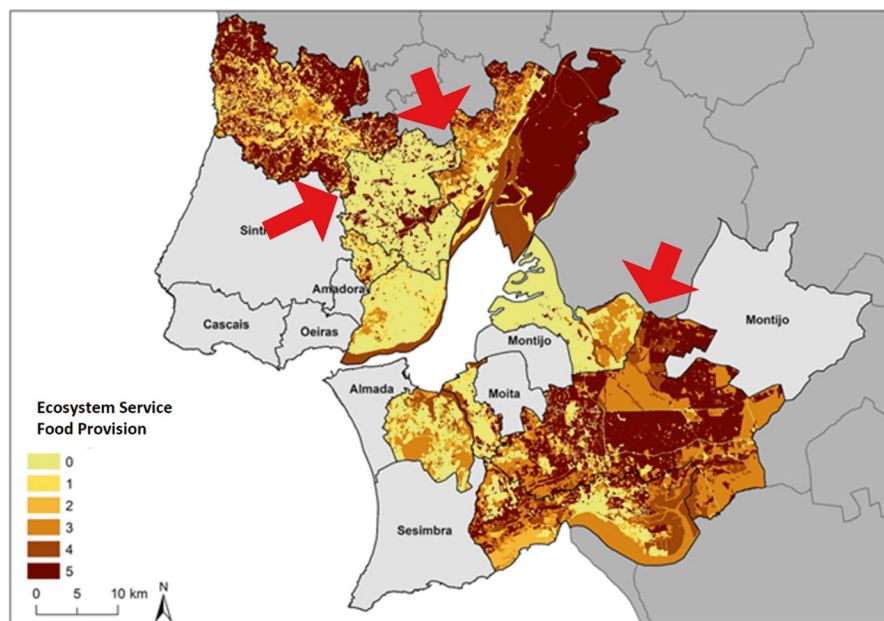 Sintr
Amadora
Cascais
Oeiras
Montijo
Montijo
Almada
Moita
Sesimbra
Ecosystem Service
Food Provision
0
1
2
3
4
5
0 5 10 km
N